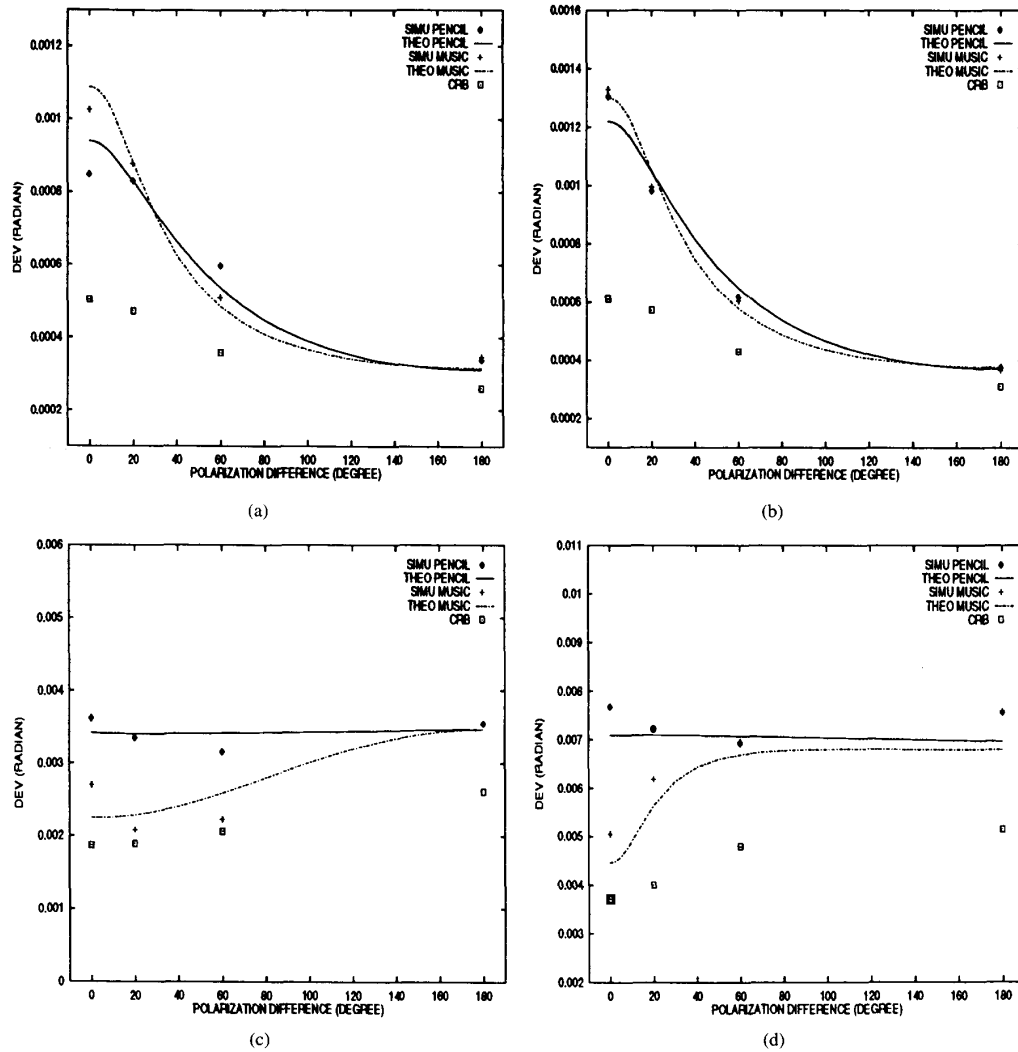 0.0012
0.001
0.0008
0.0006
0.0004
0.0002
DEV (RADIAN)
SIMU PENCIL
THEO PENCIL
SIMU MUSIC
THEO MUSIC
CRB
0 20 40 60 80 100 120 140 160 180
POLARIZATION DIFFERENCE (DEGREE)
(a)
0.0016
0.0014
0.0012
0.001
0.0008
0.0006
0.0004
0.0002
DEV (RADIAN)
SIMU PENCIL
THEO PENCIL
SIMU MUSIC
THEO MUSIC
CRB
0 20 40 60 80 100 120 140 160 180
POLARIZATION DIFFERENCE (DEGREE)
(b)
0.006
0.005
0.004
0.003
0.002
0.001
0
DEV (RADIAN)
SIMU PENCIL
THEO PENCIL
SIMU MUSIC
THEO MUSIC
CRB
0 20 40 60 80 100 120 140 160 180
POLARIZATION DIFFERENCE (DEGREE)
(c)
0.011
0.01
0.009
0.008
0.007
0.006
0.005
0.004
0.003
0.002
DEV (RADIAN)
SIMU PENCIL
THEO PENCIL
SIMU MUSIC
THEO MUSIC
CRB
0 20 40 60 80 100 120 140 160 180
POLARIZATION DIFFERENCE (DEGREE)
(d)